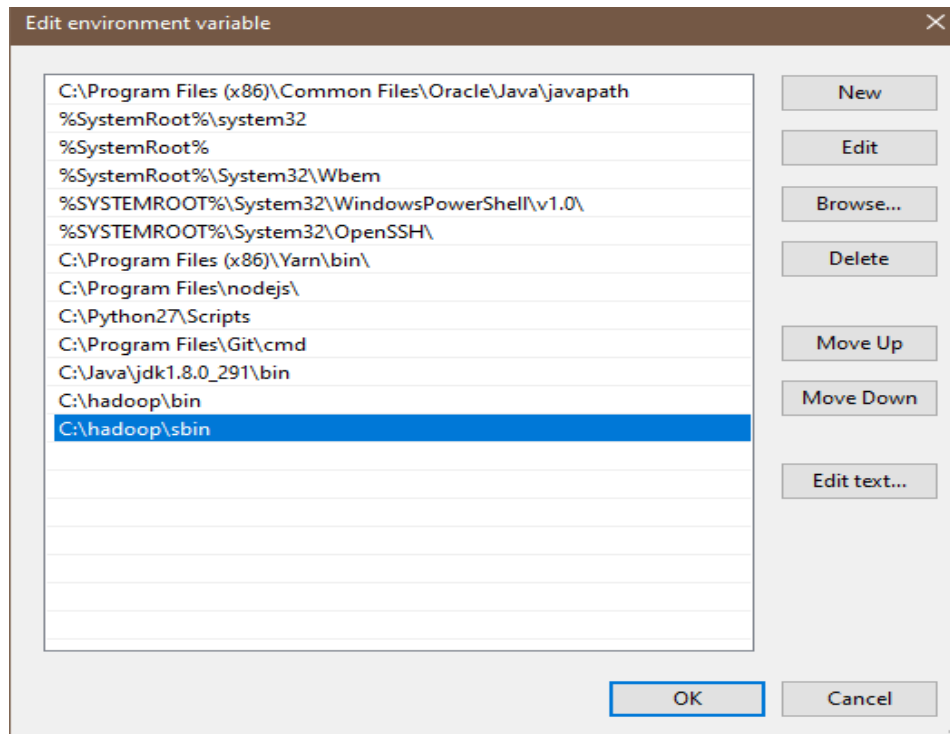 Edit environment variable
C:\Program Files (x86)\Common Files\Oracle\Java\javapath
%SystemRoot%\system32
%SystemRoot%
%SystemRoot%\System32\Wbem
%SYSTEMROOT%\System32\WindowsPowerShell\v1.0\
%SYSTEMROOT%\System32\OpenSSH\
C:\Program Files (x86)\Yarn\bin\
C:\Program Files\nodejs\
C:\Python27\Scripts
C:\Program Files\Git\cmd
C:\Java\jdk1.8.0_291\bin
C:\hadoop\bin
C:\hadoop\sbin
New
Edit
Browse...
Delete
Move Up
Move Down
Edit text...
OK
Cancel